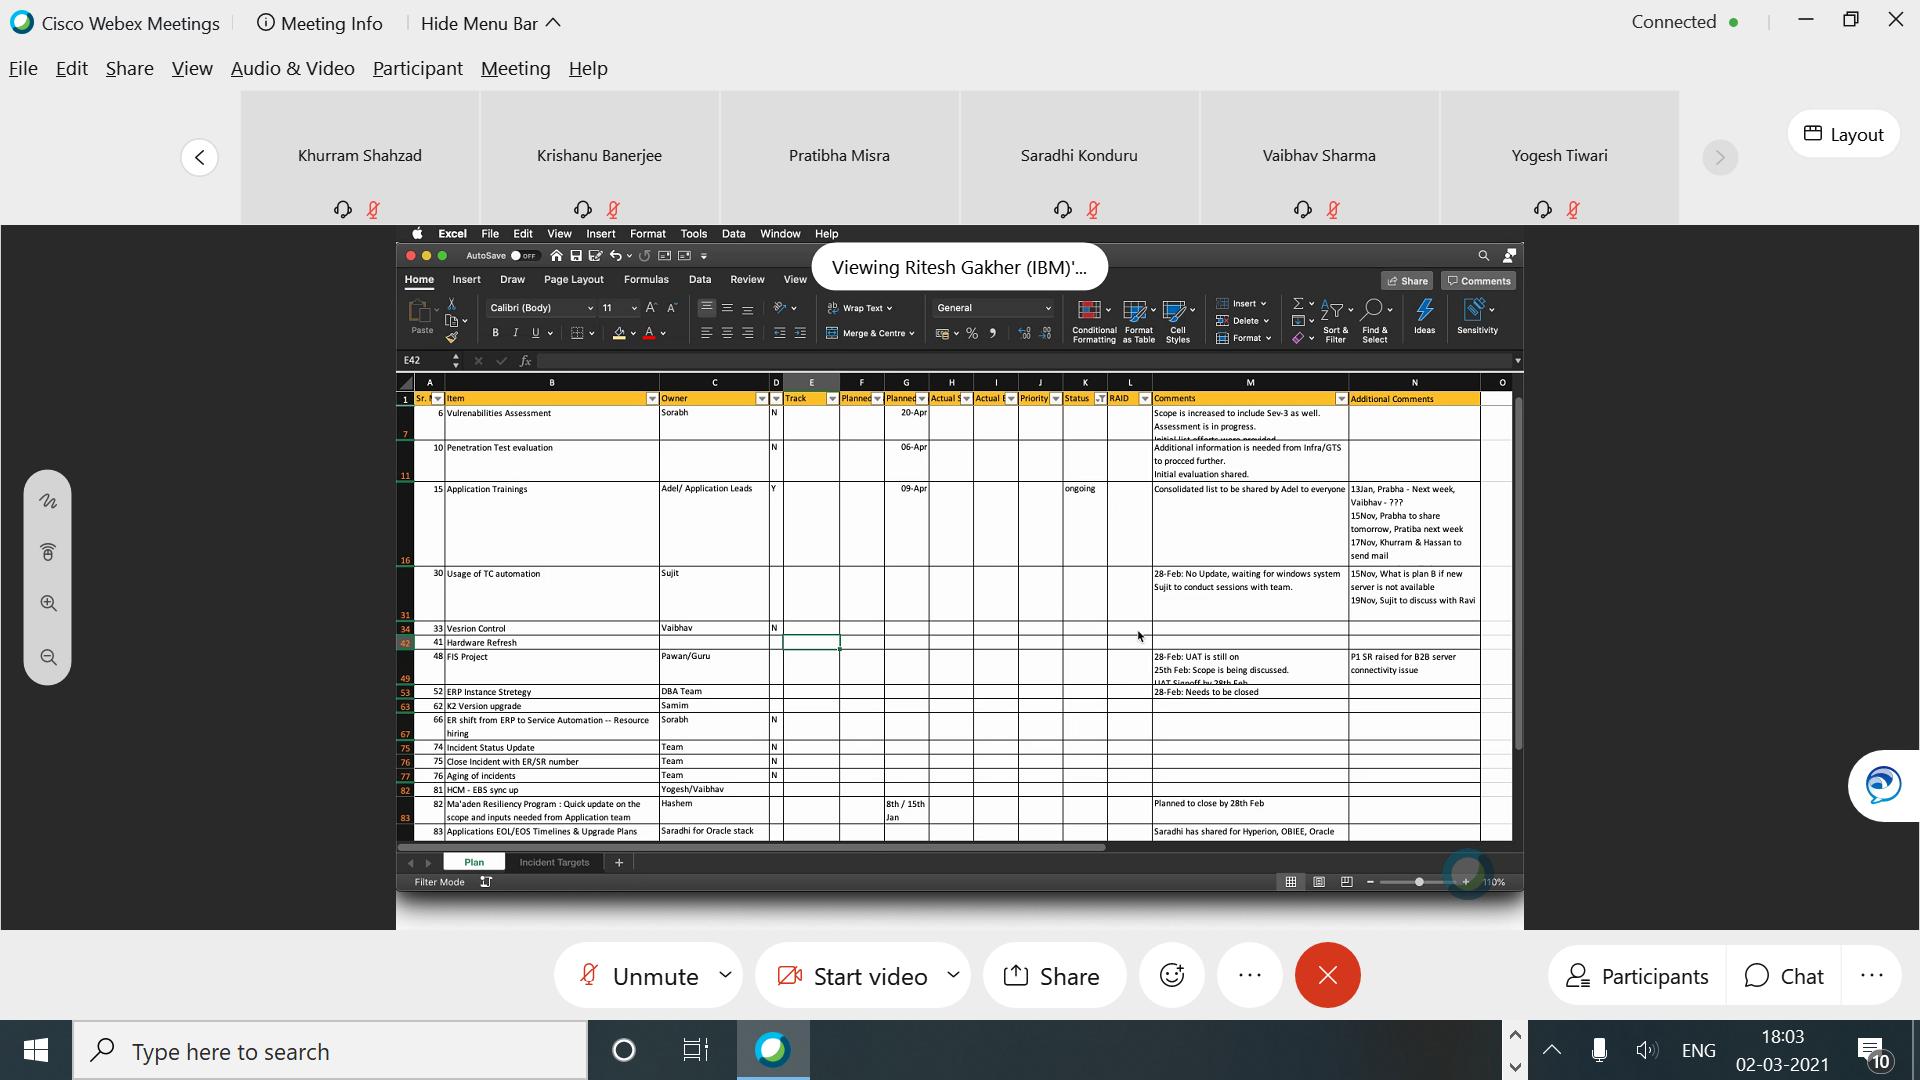 Cisco Webex Meetings Meeting Info Hide Menu Bar Connected
File Edit Share View Audio & Video Participant Meeting Help
Khurram Shahzad Krishanu Banerjee Pratibha Misra Saradhi Konduru Vaibhav Sharma Yogesh Tiwari
Layout
Excel File Edit View Insert Format Tools Data Window Help
AutoSave OFF
Viewing Ritesh Gakher (IBM)'...
Home Insert Draw Page Layout Formulas Data Review View
Share Comments
Paste Calibri (Body) 11 Wrap Text General Insert
B I U Merge & Centre Conditional Formatting Format as Table Cell Styles Delete Format Sort & Filter Find & Select Ideas Sensitivity
E42 fx
A B C D E F G H I J K L M N O
1 Sr. Item Owner Track Planned Planned Actual S Actual E Priority Status RAID Comments Additional Comments
6 Vulrenabilities Assessment Sorabh N 20-Apr Scope is increased to include Sev-3 as well.
Assessment is in progress.
7 Initial list efforts were provided
10 Penetration Test evaluation N 06-Apr Additional information is needed from Infra/GTS
to procced further.
11 Initial evaluation shared.
15 Application Trainings Adel/ Application Leads Y 09-Apr ongoing Consolidated list to be shared by Adel to everyone 13Jan, Prabha - Next week,
Vaibhav - ???
15Nov, Prabha to share
tomorrow, Pratiba next week
17Nov, Khurram & Hassan to
16 send mail
30 Usage of TC automation Sujit 28-Feb: No Update, waiting for windows system 15Nov, What is plan B if new
Sujit to conduct sessions with team. server is not available
19Nov, Sujit to discuss with Ravi
31
34 33 Vesrion Control Vaibhav N
42 41 Hardware Refresh
48 FIS Project Pawan/Guru 28-Feb: UAT is still on P1 SR raised for B2B server
25th Feb: Scope is being discussed. connectivity issue
49 UAT Signoff by 28th Feb
53 52 ERP Instance Stretegy DBA Team 28-Feb: Needs to be closed
63 62 K2 Version upgrade Samim
66 ER shift from ERP to Service Automation -- Resource Sorabh N
67 hiring
75 74 Incident Status Update Team N
76 75 Close Incident with ER/SR number Team N
77 76 Aging of incidents Team N
82 81 HCM - EBS sync up Yogesh/Vaibhav
82 Ma'aden Resiliency Program : Quick update on the Hashem 8th / 15th Planned to close by 28th Feb
83 scope and inputs needed from Application team Jan
83 Applications EOL/EOS Timelines & Upgrade Plans Saradhi for Oracle stack Saradhi has shared for Hyperion, OBIEE, Oracle
Plan Incident Targets +
Filter Mode 110%
Unmute Start video Share Participants Chat
Type here to search ENG 18:03
02-03-2021 10